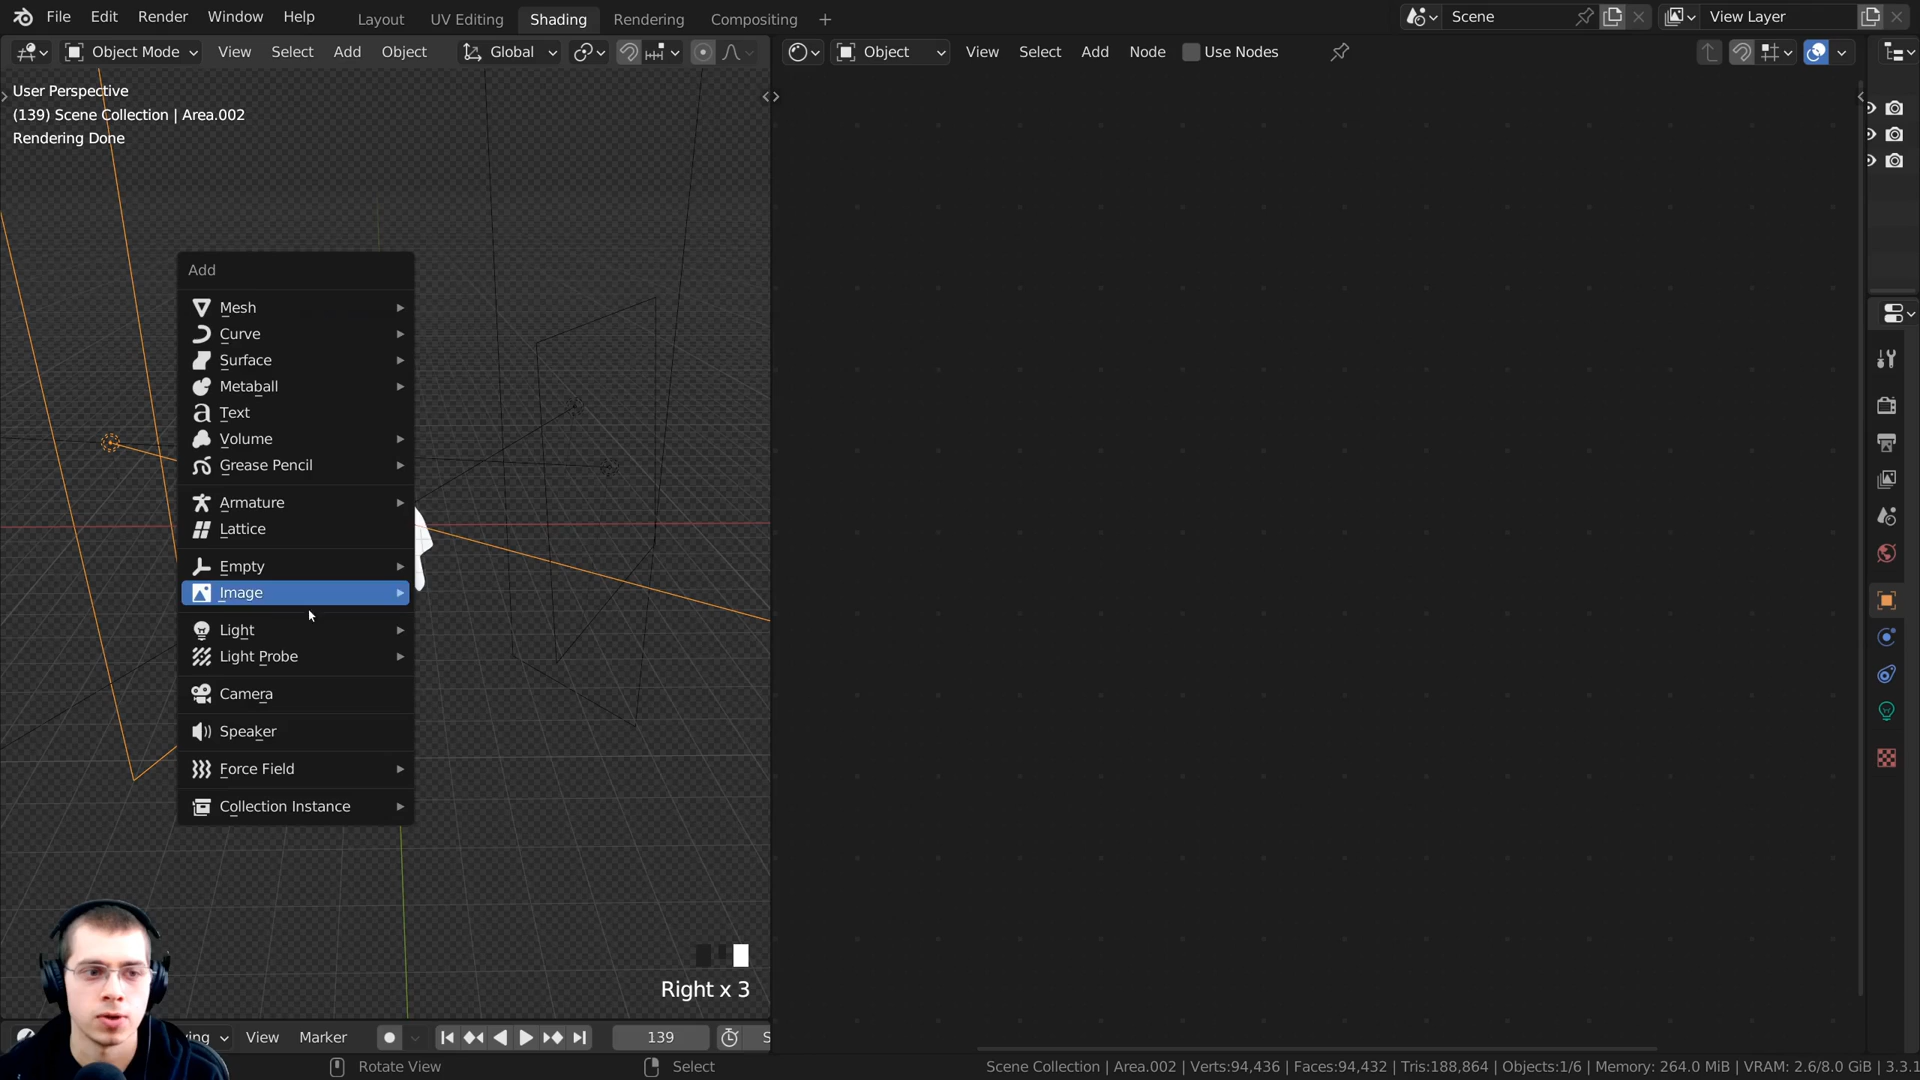 File Edit Render Window Help Layout UV Editing Shading Rendering Compositing + Scene View Layer
Object Mode View Select Add Object Global Object View Select Add Node Use Nodes
User Perspective
(139) Scene Collection | Area.002
Rendering Done
Add
Mesh
Curve
Surface
Metaball
Text
Volume
Grease Pencil
Armature
Lattice
Empty
Image
Light
Light Probe
Camera
Speaker
Force Field
Collection Instance
Right x 3
View Marker 139 S
Rotate View Select Scene Collection | Area.002 | Verts:94,436 | Faces:94,432 | Tris:188,864 | Objects:1/6 | Memory: 264.0 MiB | VRAM: 2.6/8.0 GiB | 3.3.1